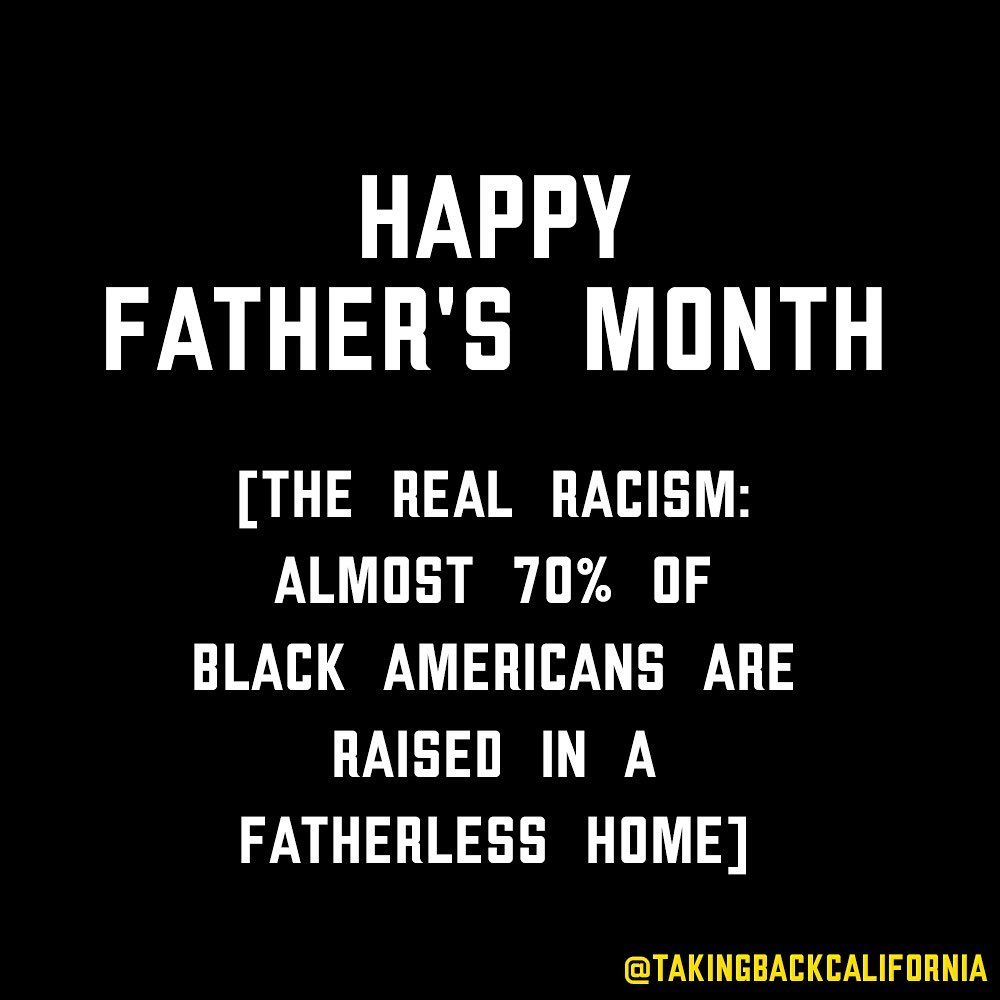 HAPPY
FATHER'S MONTH
[THE REAL RACISM:
ALMOST 70% OF
BLACK AMERICANS ARE
RAISED IN A
FATHERLESS HOME]
@TAKINGBACKCALIFORNIA